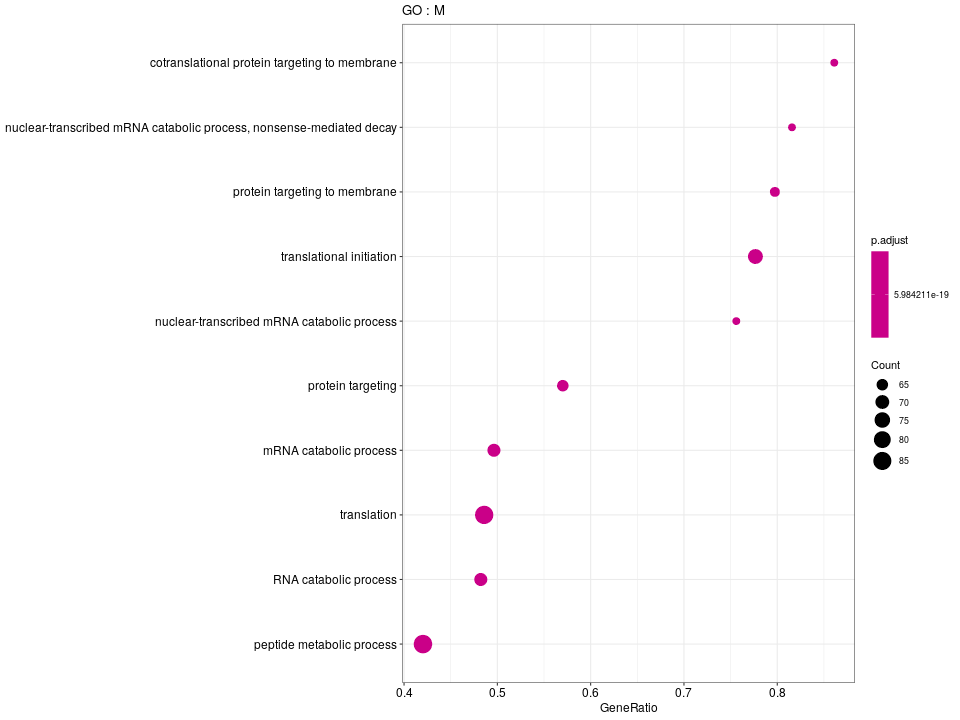 GO : M
cotranslational protein targeting to membrane
nuclear-transcribed mRNA catabolic process, nonsense-mediated decay
protein targeting to membrane
translational initiation
nuclear-transcribed mRNA catabolic process
protein targeting
mRNA catabolic process
translation
RNA catabolic process
peptide metabolic process
0.4 0.5 0.6 0.7 0.8
GeneRatio
p.adjust
5.984211e-19
Count
65
70
75
80
85